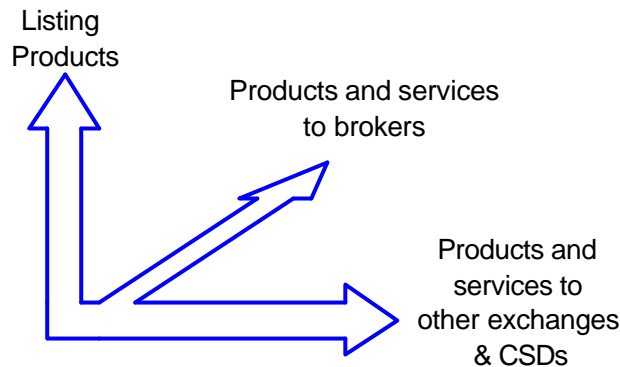 Listing
Products
Products and services
to brokers
Products and
services to
other exchanges
& CSDs